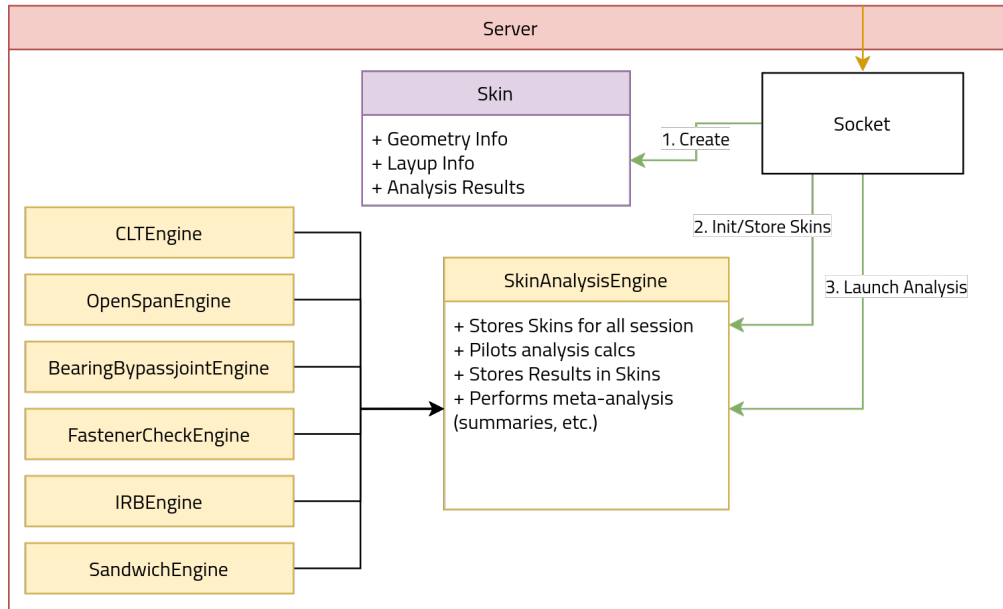 Server
Skin
+ Geometry Info
+ Layup Info
+ Analysis Results
Socket
1. Create
2. Init/Store Skins
3. Launch Analysis
CLTEngine
OpenSpanEngine
BearingBypassjointEngine
FastenerCheckEngine
IRBEngine
SandwichEngine
SkinAnalysisEngine
+ Stores Skins for all session
+ Pilots analysis calcs
+ Stores Results in Skins
+ Performs meta-analysis
(summaries, etc.)